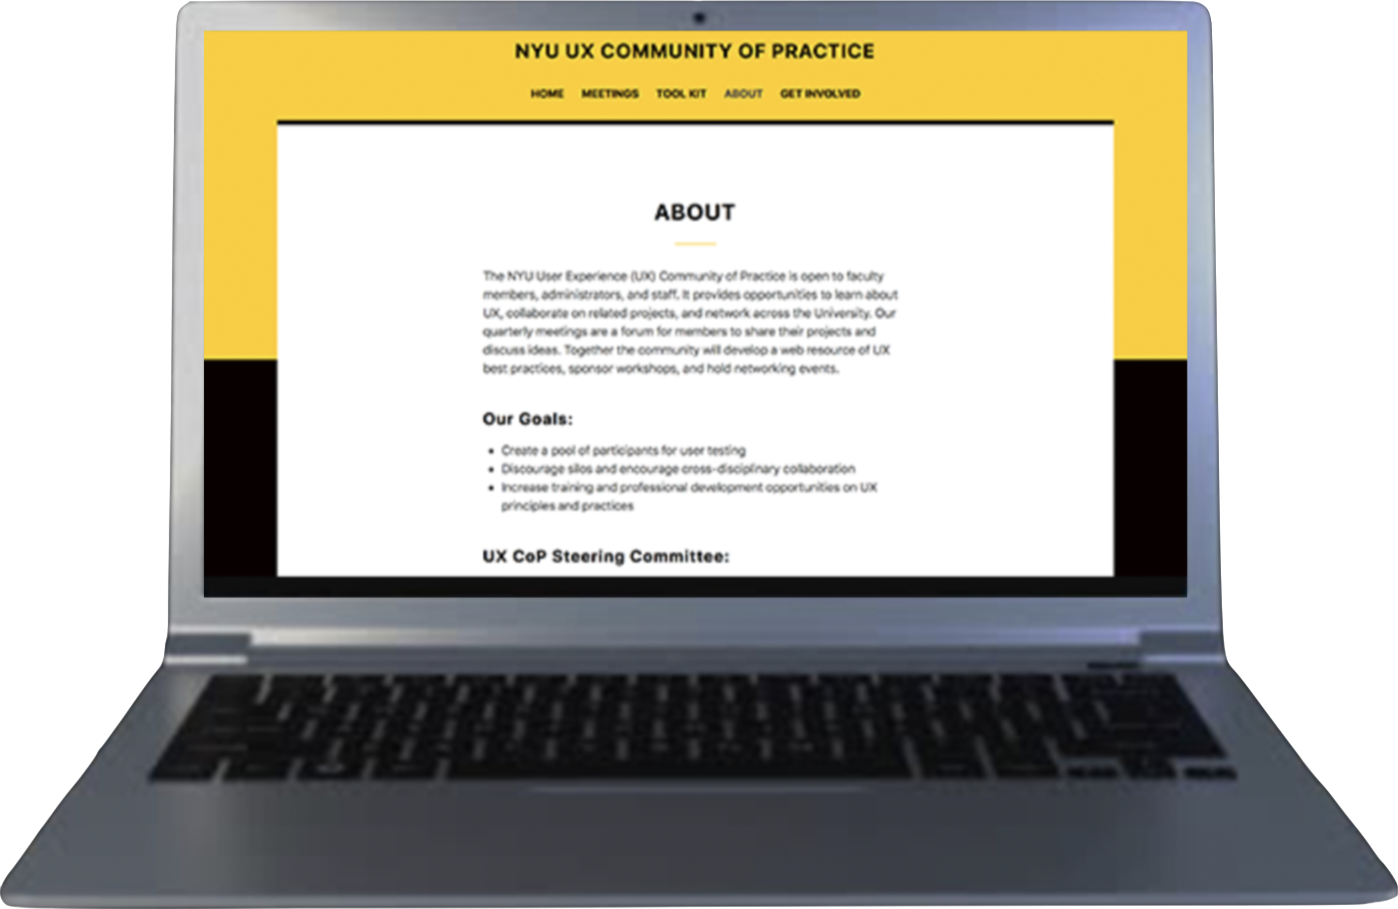 NYU UX COMMUNITY OF PRACTICE
HOME MEETINGS TOOL KIT ABOUT GET INVOLVED
ABOUT
The NYU User Experience (UX) Community of Practice is open to faculty
members, administrators, and staff. It provides opportunities to learn about
UX, collaborate on related projects, and network across the University. Our
quarterly meetings are a forum for members to share their projects and
discuss ideas. Together the community will develop a web resource of UX
best practices, sponsor workshops, and hold networking events.
Our Goals:
• Create a pool of participants for user testing
• Discourage silos and encourage cross-disciplinary collaboration
• Increase training and professional development opportunities on UX
principles and practices
UX CoP Steering Committee: